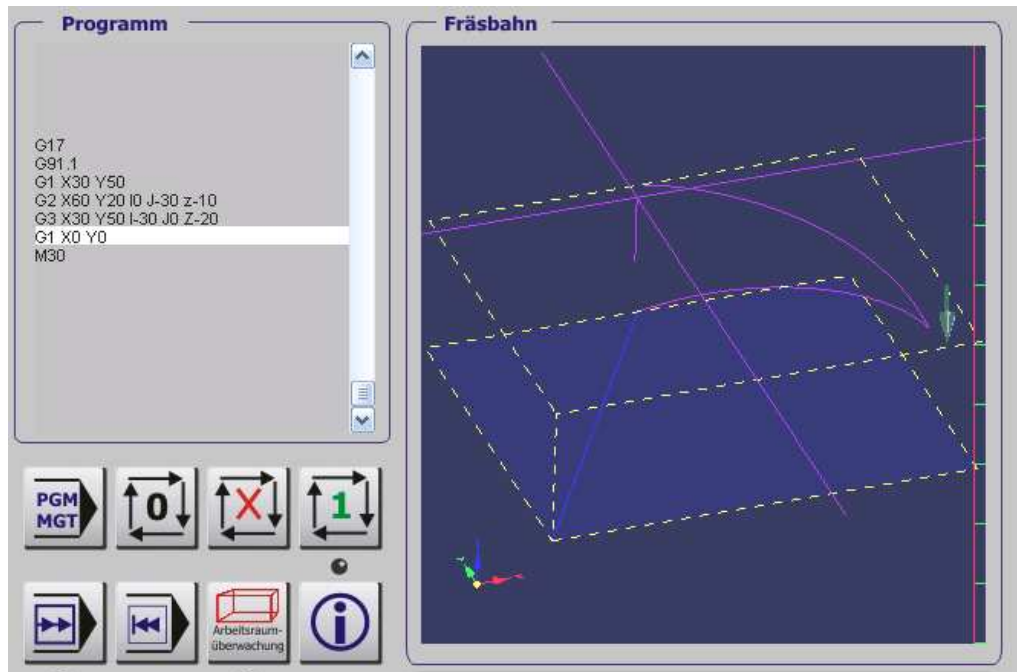 Programm
G17
G91.1
G1 X30 Y50
G2 X60 Y20 I0 J-30 z-10
G3 X30 Y50 I-30 J0 Z-20
G1 X0 Y0
M30
Fräsbahn
PGM
MGT
0
X
1
Arbeitsraum-
überwachung
i